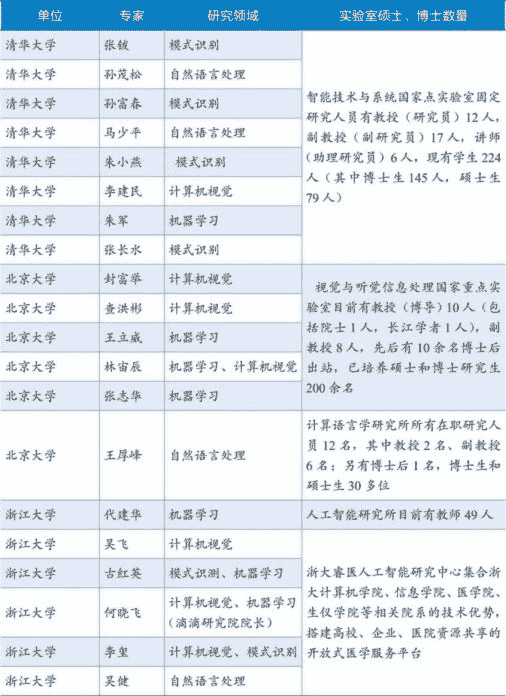 单位 专家 研究领域 实验室硕士、博士数量
清华大学 张钹 模式识别
清华大学 孙茂松 自然语言处理
清华大学 孙富春 模式识别
清华大学 马少平 自然语言处理
清华大学 朱小燕 模式识别
清华大学 李建民 计算机视觉
清华大学 朱军 机器学习
清华大学 张长水 模式识别
智能技术与系统国家点实验室固定
研究人员有教授（研究员）12人，
副教授（副研究员）17人，讲师
（助理研究员）6人，现有学生224
人（其中博士生145人，硕士生
79人）
北京大学 封富举 计算机视觉
北京大学 查洪彬 计算机视觉
北京大学 王立威 机器学习
北京大学 林宙辰 机器学习、计算机视觉
北京大学 张志华 机器学习
视觉与听觉信息处理国家重点实
验室目前有教授（博导）10人（包
括院士1人，长江学者1人），副
教授8人，先后有10余名博士后
出站，已培养硕士和博士研究生
200余名
北京大学 王厚峰 自然语言处理
计算语言学研究所所有在职研究人
员12名，其中教授2名、副教授
6名；另有博士后1名，博士生和
硕士生30多位
浙江大学 代建华 机器学习 人工智能研究所目前有教师49人
浙江大学 吴飞 计算机视觉
浙江大学 古红英 模式识测、机器学习
浙江大学 何晓飞 计算机视觉、机器学习
（滴滴研究院院长）
浙江大学 李玺 计算机视觉、模式识别
浙江大学 吴健 自然语言处理
浙大睿医人工智能研究中心集合浙
大计算机学院、信息学院、医学院、
生仪学院等相关院系的技术优势，
搭建高校、企业、医院资源共享的
开放式医学服务平台